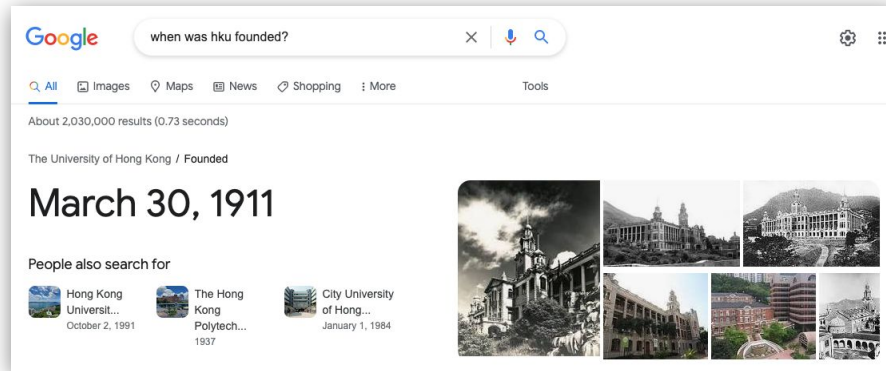 Google
when was hku founded?
All Images Maps News Shopping More Tools
About 2,030,000 results (0.73 seconds)
The University of Hong Kong / Founded
March 30, 1911
People also search for
Hong Kong
Universit...
October 2, 1991
The Hong
Kong
Polytech...
1937
City University
of Hong...
January 1, 1984